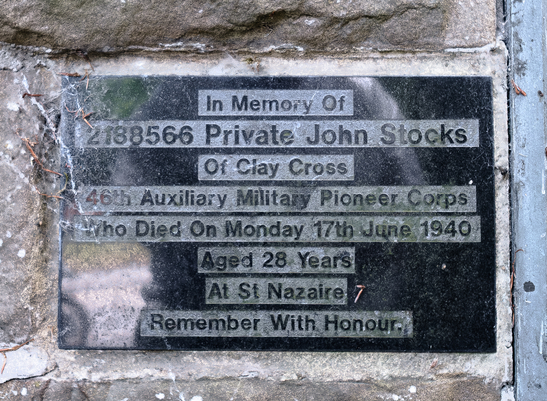 In Memory Of
2188566 Private John Stocks
Of Clay Cross
46th Auxiliary Military Pioneer Corps
Who Died On Monday 17th June 1940
Aged 28 Years
At St Nazaire
Remember With Honour.